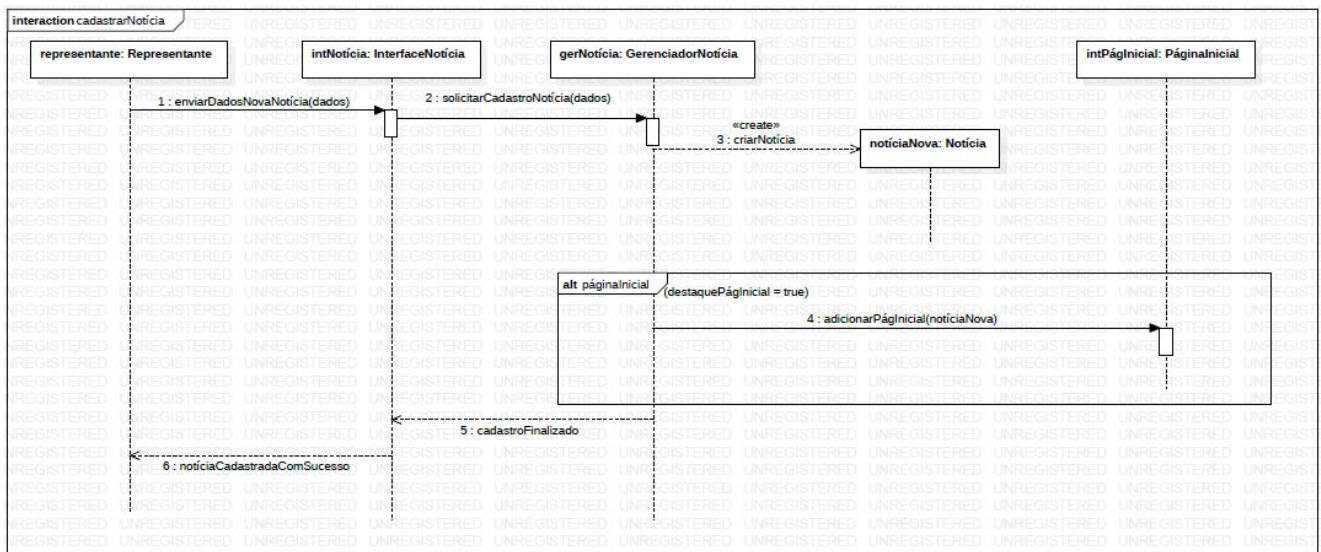 interaction cadastrarNotícia
representante: Representante
intNotícia: InterfaceNotícia
gerNotícia: GerenciadorNotícia
intPágInicial: PáginaInicial
1 : enviarDadosNovaNotícia(dados)
2 : solicitarCadastroNotícia(dados)
«create»
3 : criarNotícia
notíciaNova: Notícia
alt páginaInicial
(destaquePágInicial = true)
4 : adicionarPágInicial(notíciaNova)
5 : cadastroFinalizado
6 : notíciaCadastradaComSucesso
UNREGISTERED